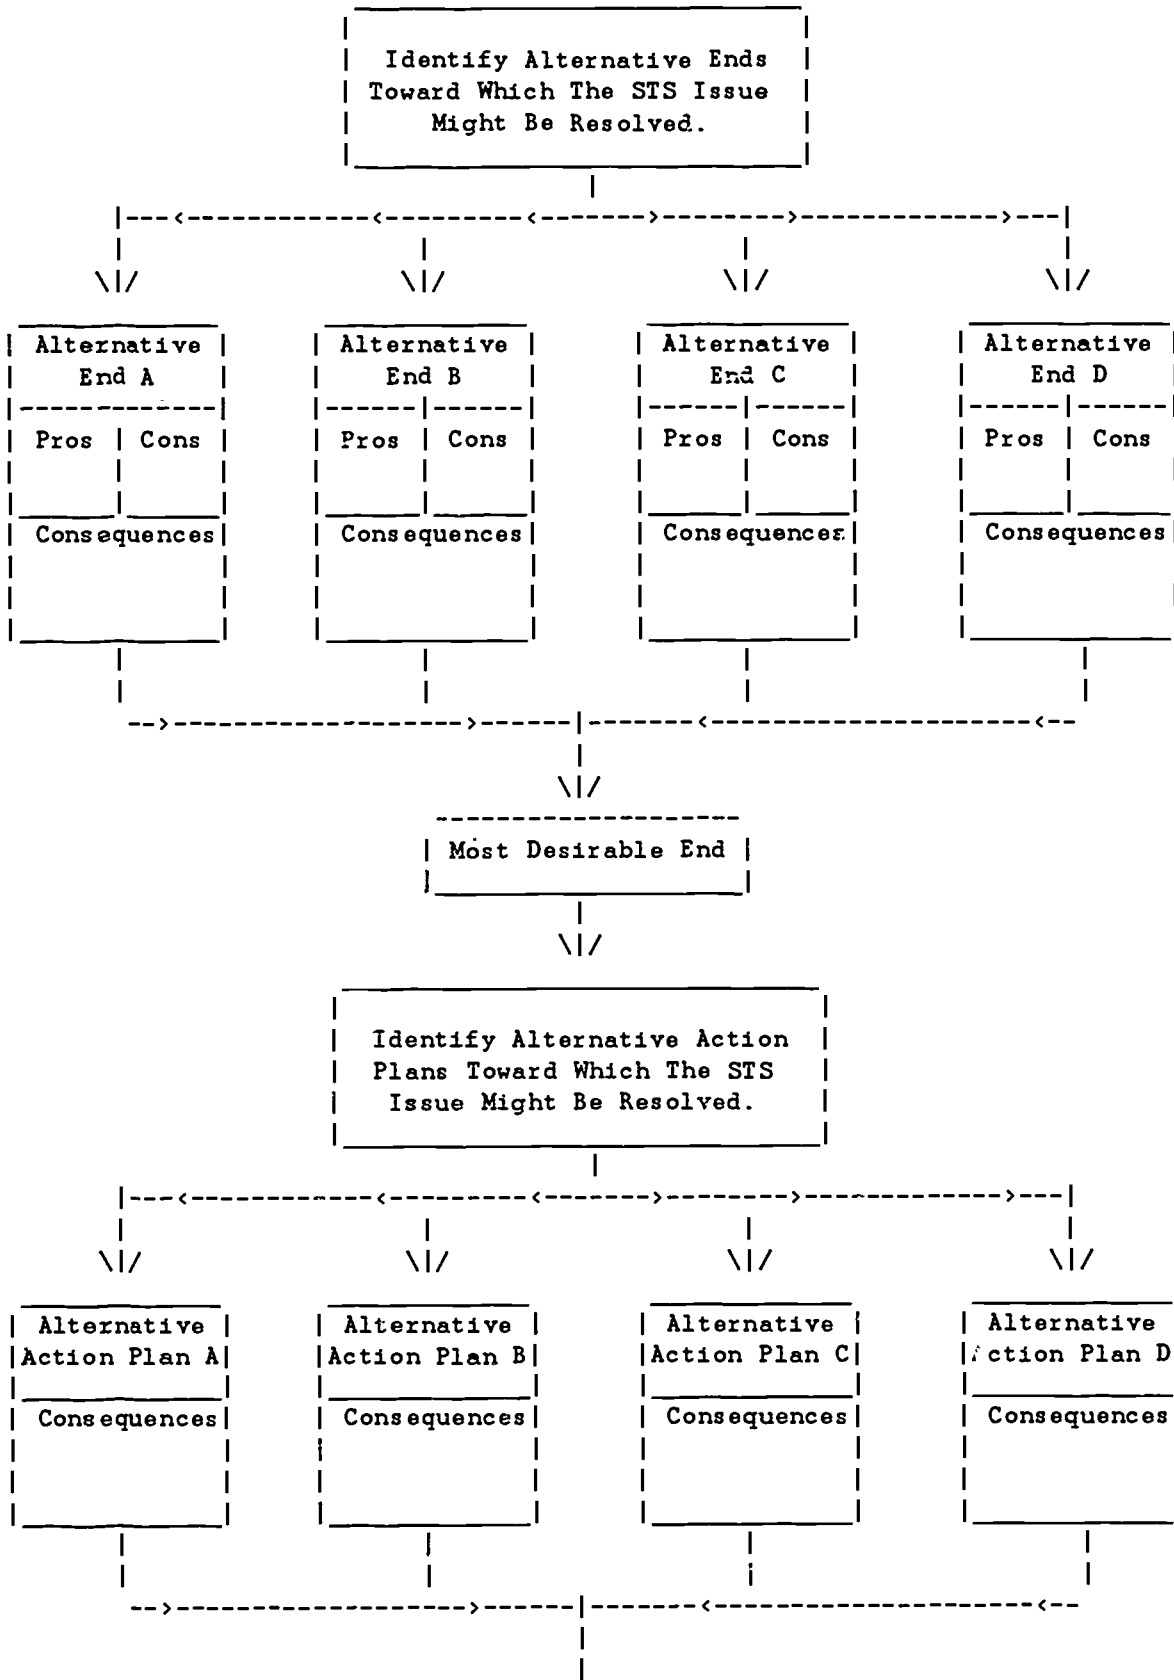 Identify Alternative Ends
Toward Which The STS Issue
Might Be Resolved.
Alternative
End A
Pros Cons
Consequences
Alternative
End B
Pros Cons
Consequences
Alternative
End C
Pros Cons
Consequences
Alternative
End D
Pros Cons
Consequences
Most Desirable End
Identify Alternative Action
Plans Toward Which The STS
Issue Might Be Resolved.
Alternative
Action Plan A
Consequences
Alternative
Action Plan B
Consequences
Alternative
Action Plan C
Consequences
Alternative
Action Plan D
Consequences